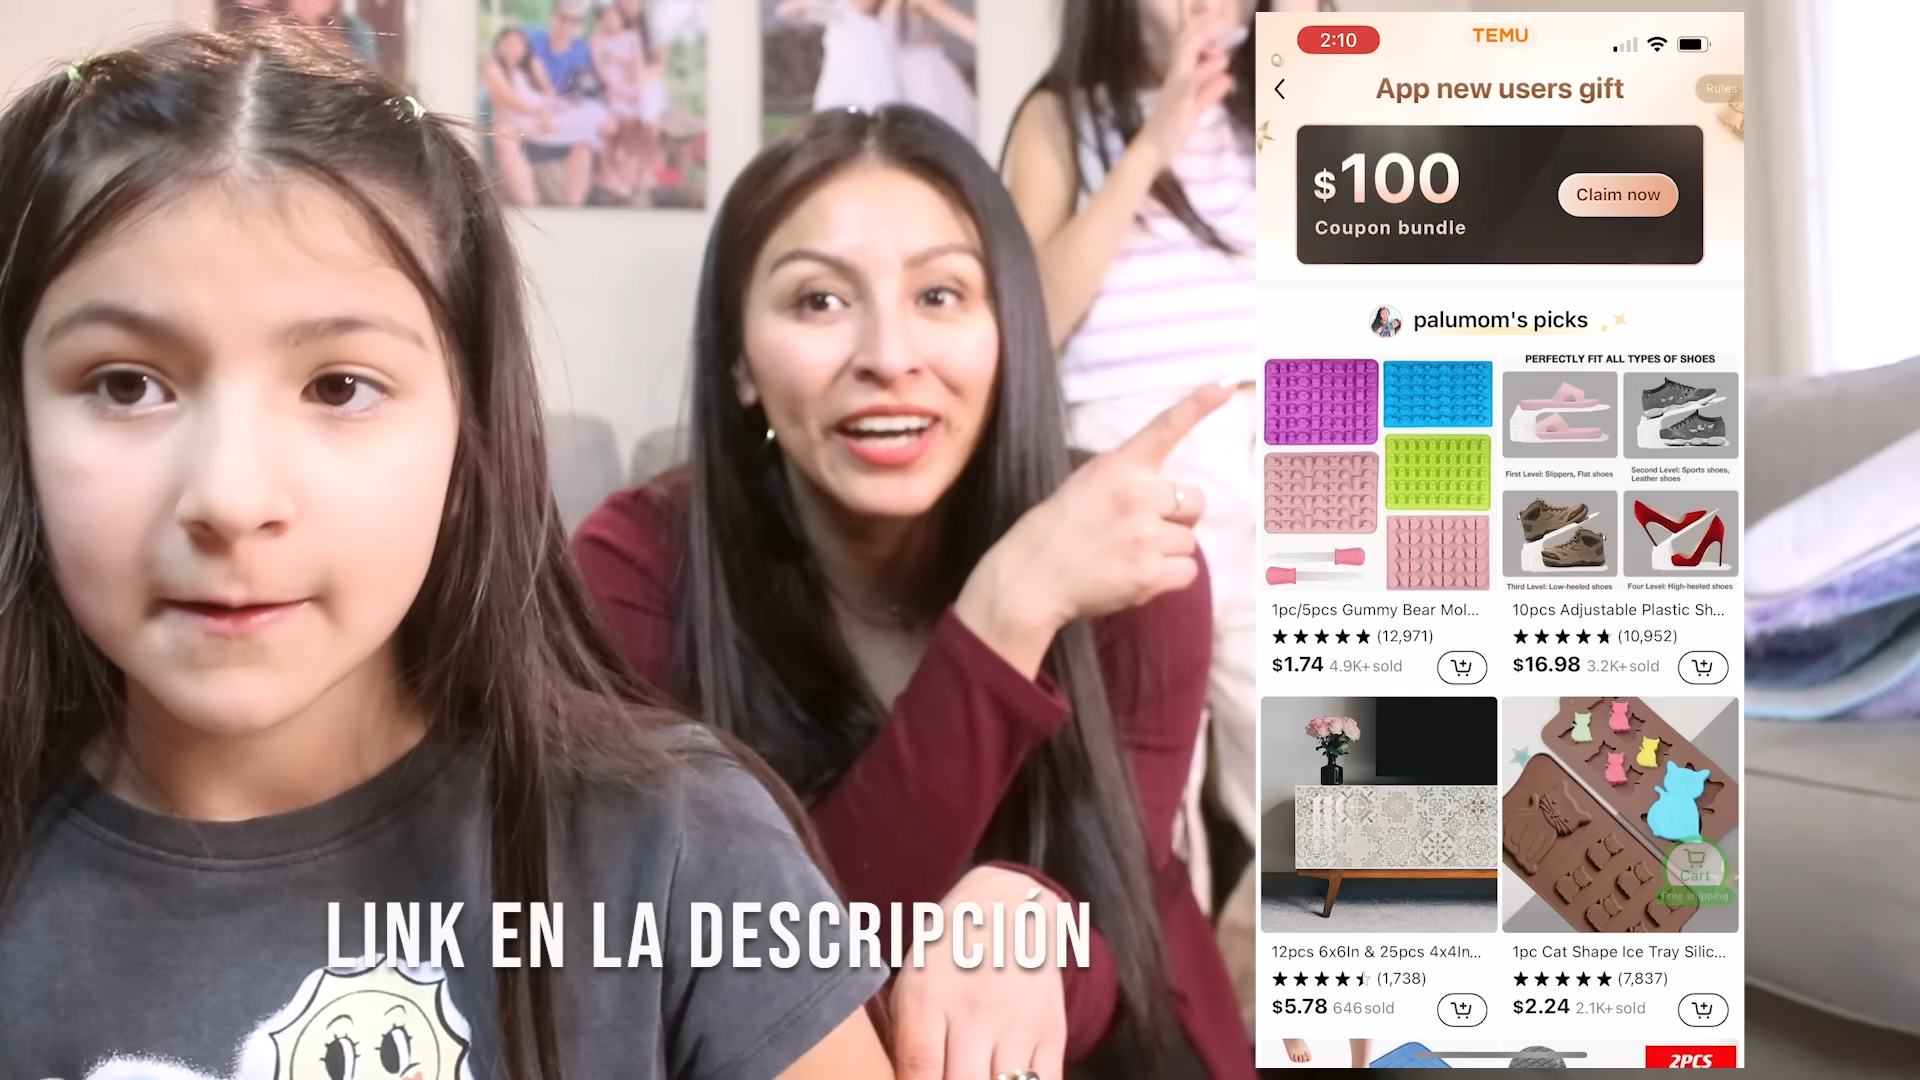 2:10
TEMU
App new users gift
Rules
$100
Coupon bundle
Claim now
palumom's picks
PERFECTLY FIT ALL TYPES OF SHOES
First Level: Slippers, Flat shoes
Second Level: Sports shoes,
Leather shoes
Third Level: Low-heeled shoes
Four Level: High-heeled shoes
1pc/5pcs Gummy Bear Mol...
(12,971)
$1.74 4.9K+ sold
10pcs Adjustable Plastic Sh...
(10,952)
$16.98 3.2K+ sold
Cart
Free shipping
12pcs 6x6In & 25pcs 4x4In...
(1,738)
$5.78 646 sold
1pc Cat Shape Ice Tray Silic...
(7,837)
$2.24 2.1K+ sold
2PCS
LINK EN LA DESCRIPCIÓN